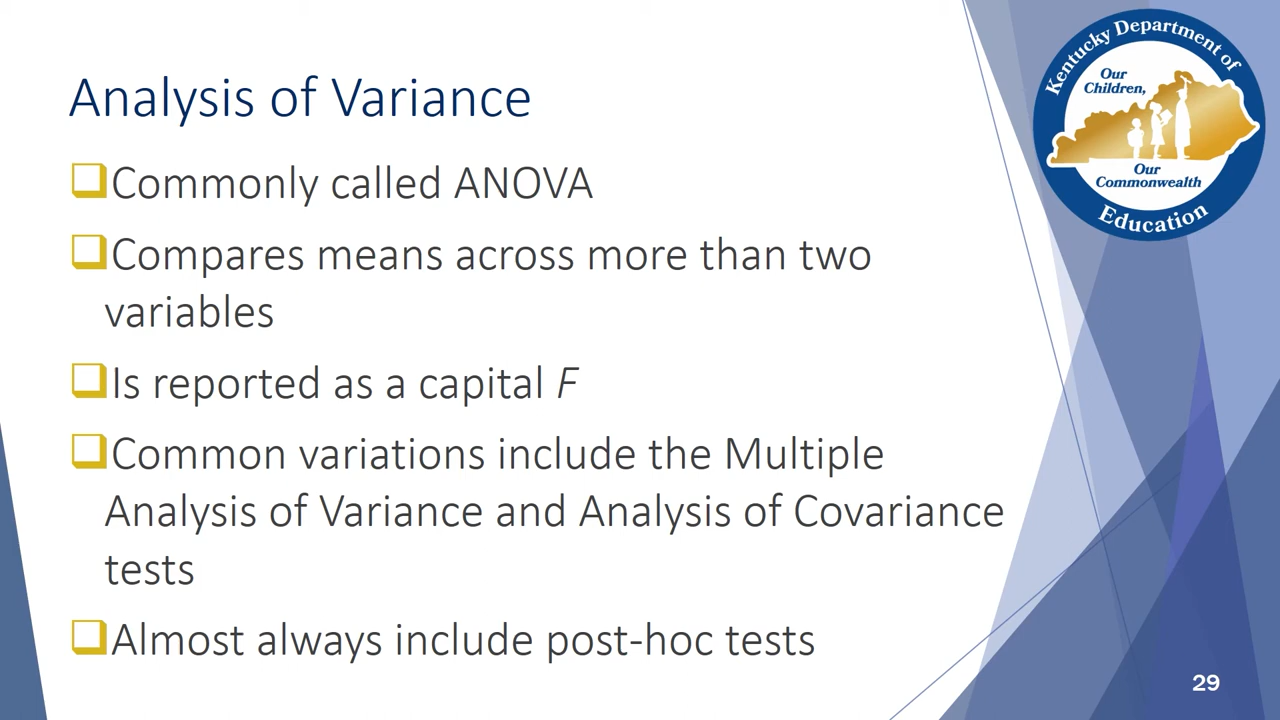 Analysis of Variance
Commonly called ANOVA
Compares means across more than two
variables
Is reported as a capital F
Common variations include the Multiple
Analysis of Variance and Analysis of Covariance
tests
Almost always include post-hoc tests
Kentucky Department of
Our
Children,
Our
Commonwealth
Education
29